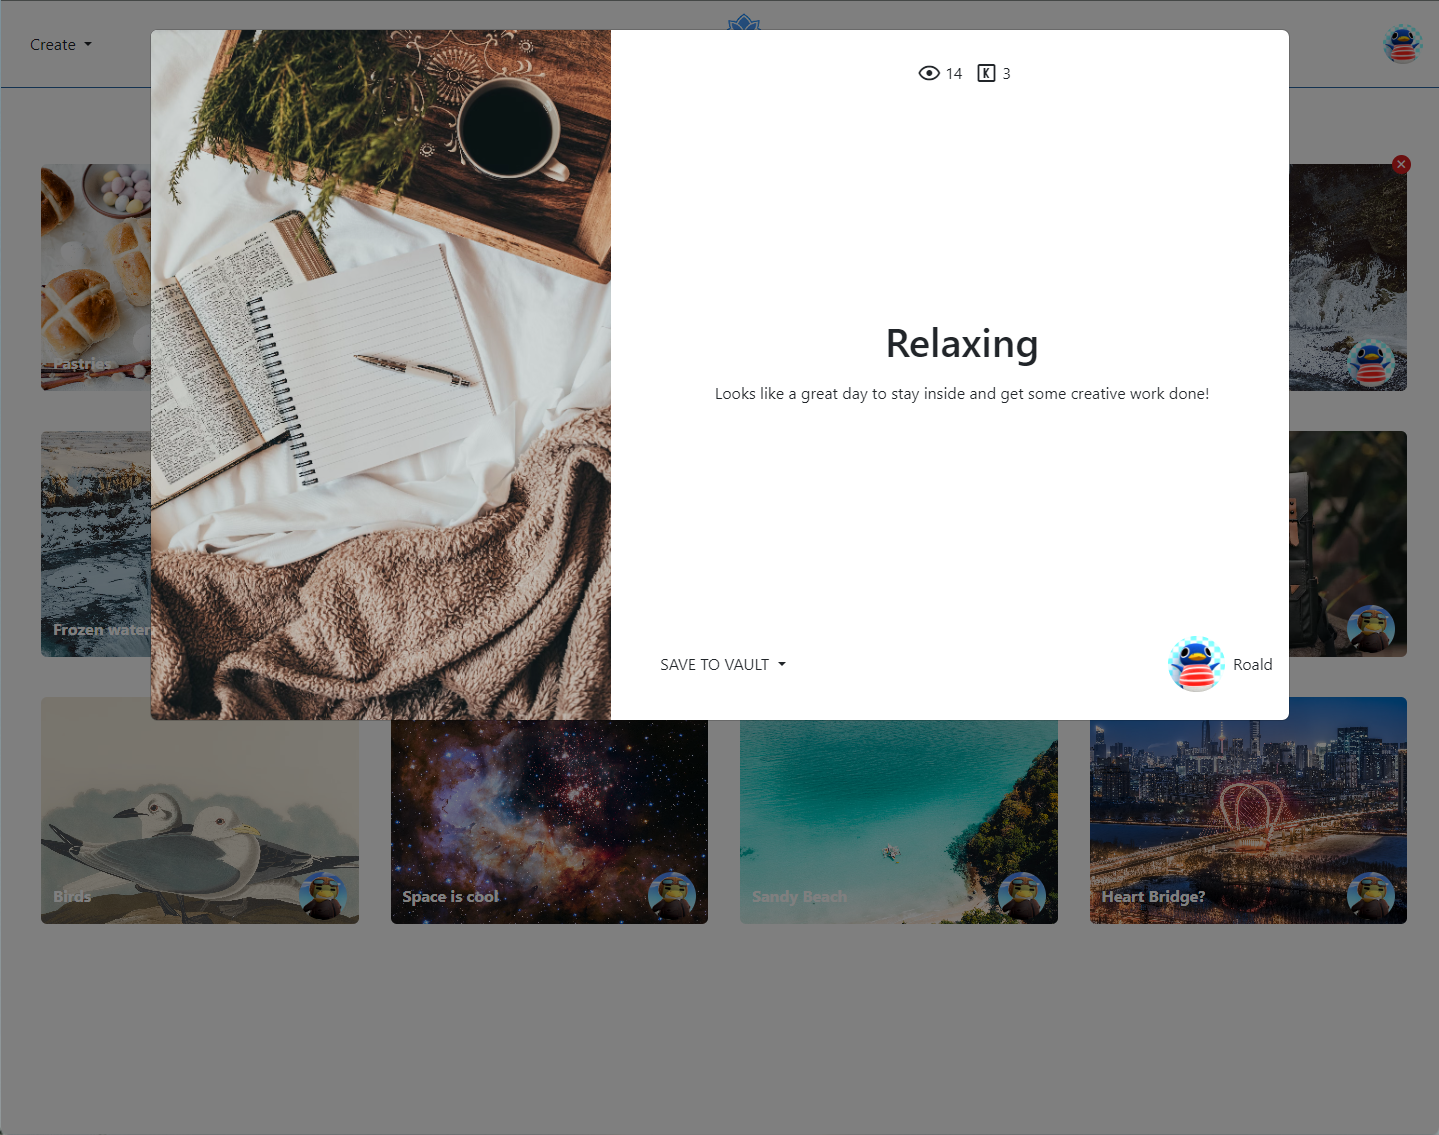 Create
14 K 3
Relaxing
Looks like a great day to stay inside and get some creative work done!
SAVE TO VAULT
Roald
Pastries
Frozen water
Birds
Space is cool
Sandy Beach
Heart Bridge?